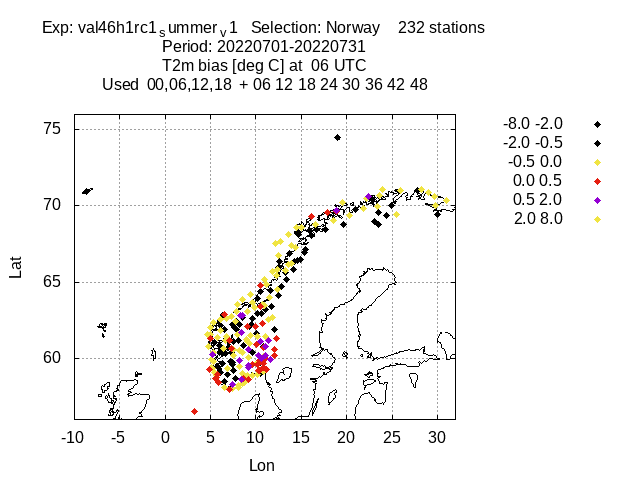 Exp: val46h1rc1summerv1 Selection: Norway 232 stations
Period: 20220701-20220731
T2m bias [deg C] at 06 UTC
Used 00,06,12,18 + 06 12 18 24 30 36 42 48
-8.0 -2.0
-2.0 -0.5
-0.5 0.0
0.0 0.5
0.5 2.0
2.0 8.0
75
70
65
60
Lat
-10 -5 0 5 10 15 20 25 30
Lon